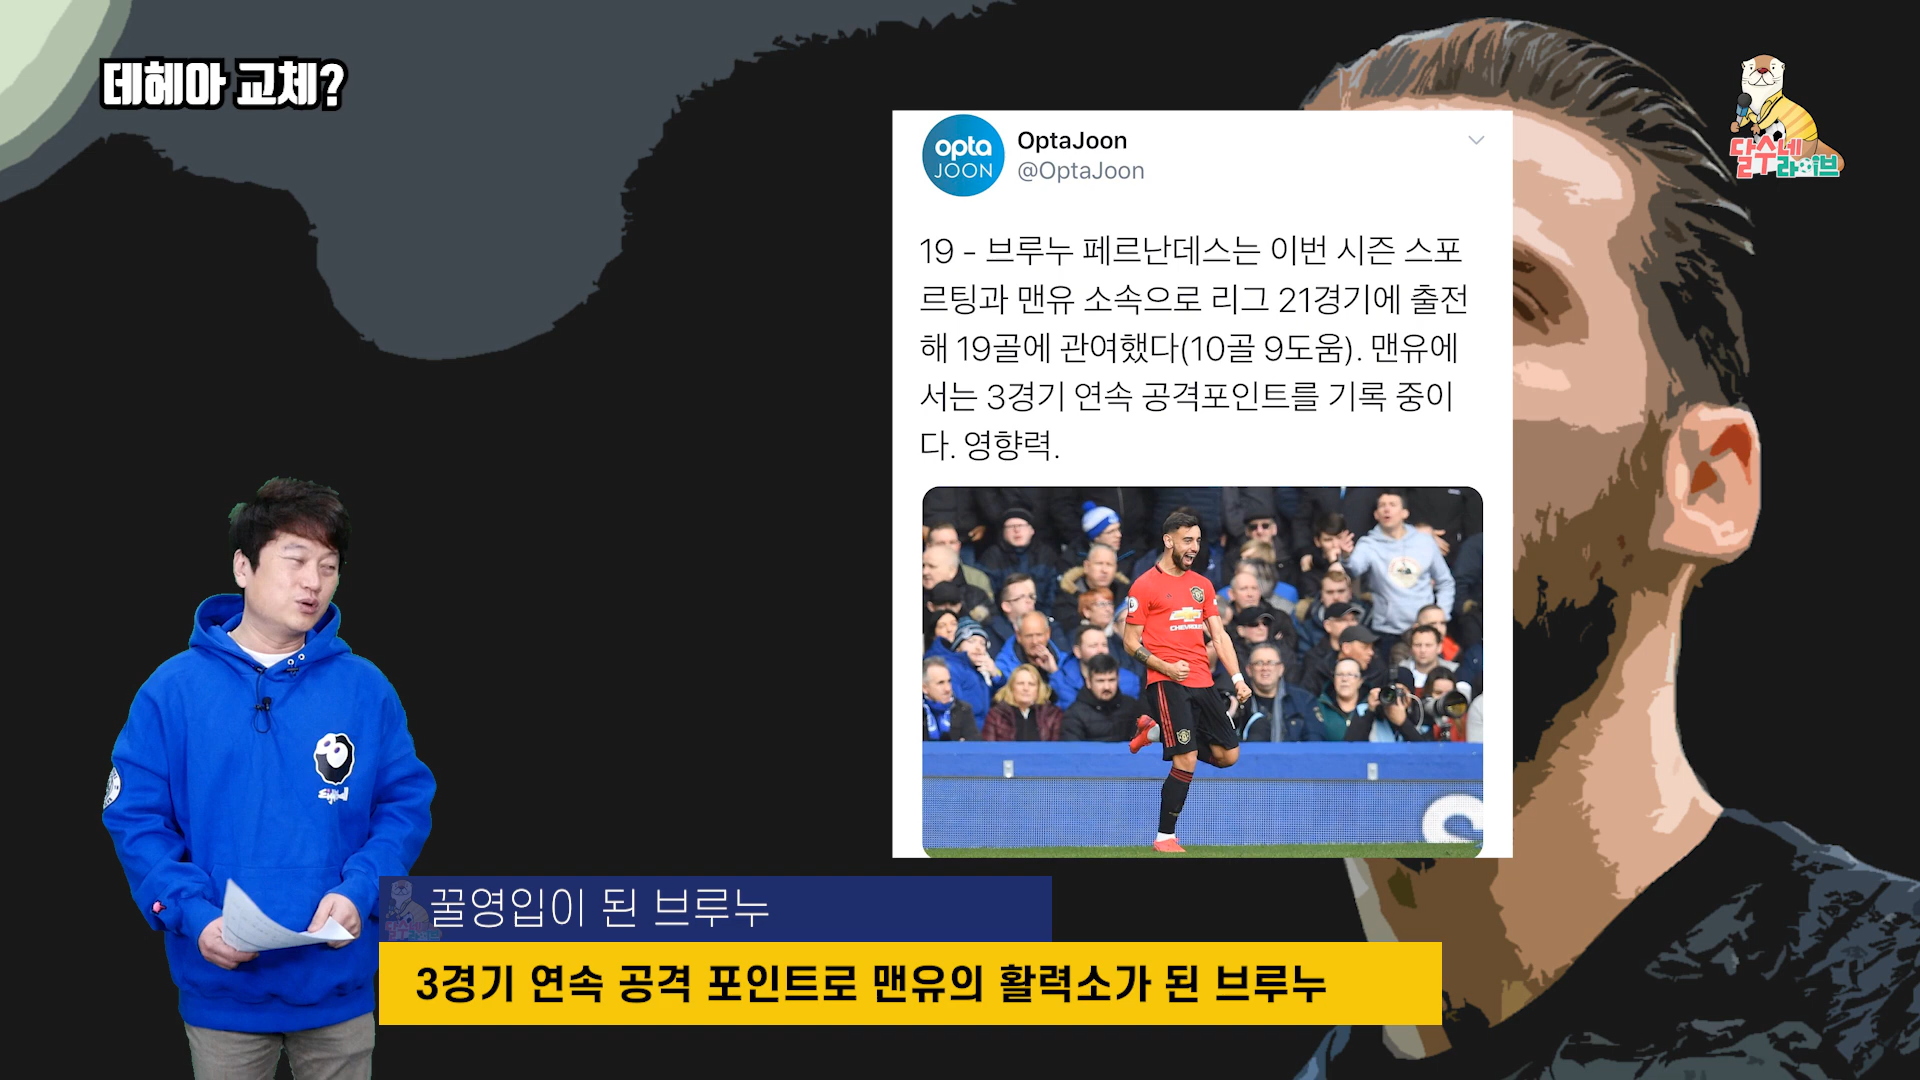 데헤아 교체?
달수네
라이브
opta
JOON
OptaJoon
@OptaJoon
19 - 브루누 페르난데스는 이번 시즌 스포
르팅과 맨유 소속으로 리그 21경기에 출전
해 19골에 관여했다(10골 9도움). 맨유에
서는 3경기 연속 공격포인트를 기록 중이
다. 영향력.
CHEVROLET
꿀영입이 된 브루누
3경기 연속 공격 포인트로 맨유의 활력소가 된 브루누